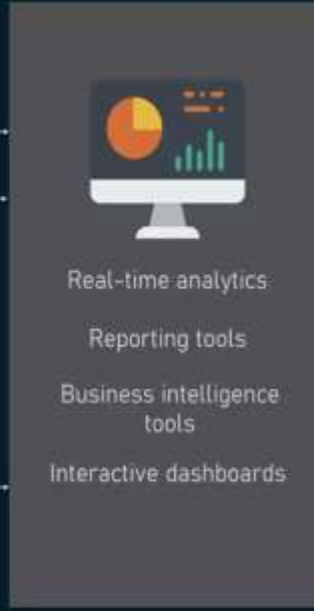 Real-time analytics
Reporting tools
Business intelligence
tools
Interactive dashboards